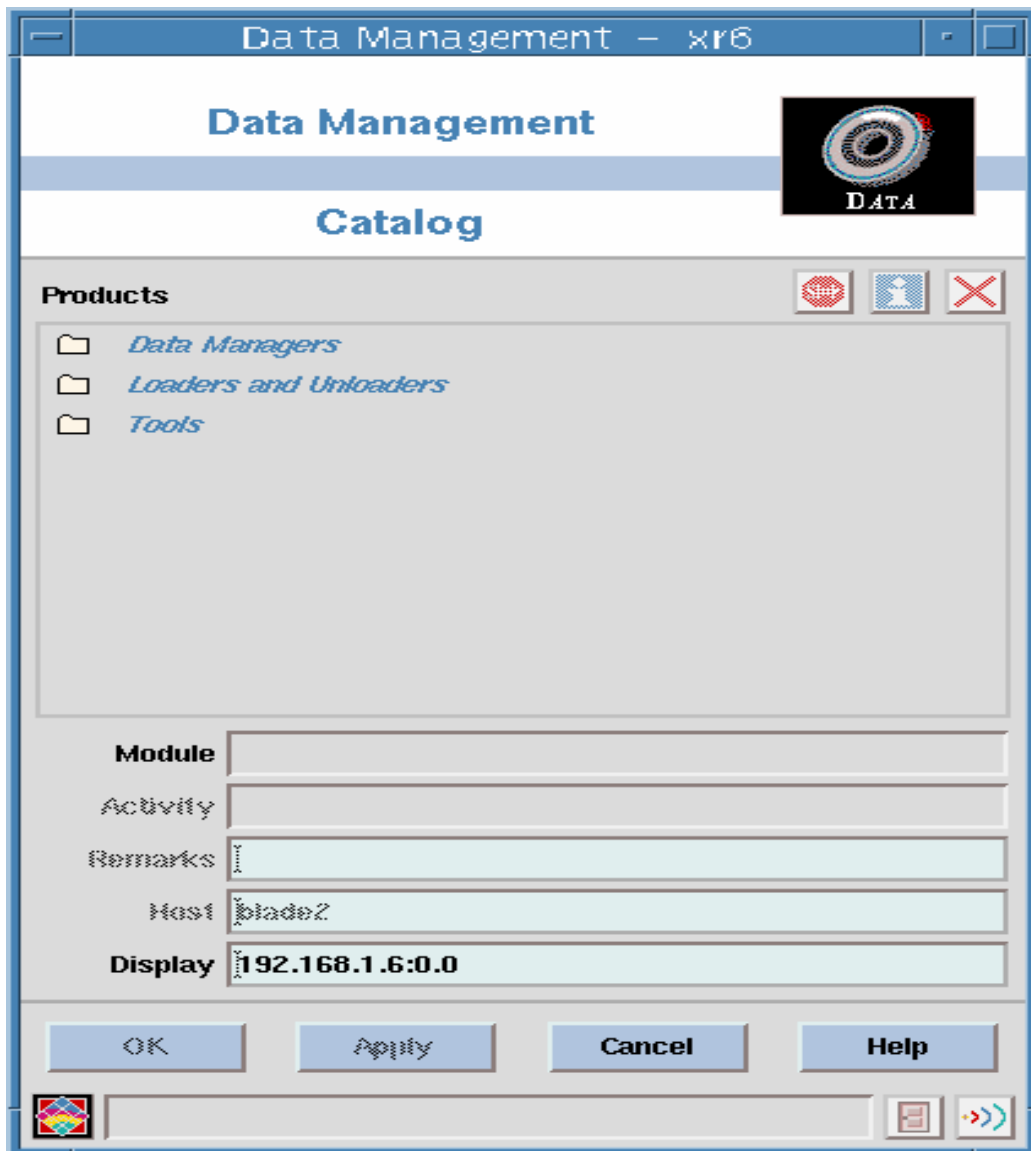 Data Management - xr6
Data Management
DATA
Catalog
Products
STOP
Data Managers
Loaders and Unloaders
Tools
Module
Activity
Remarks
Host blade2
Display 192.168.1.6:0.0
OK Apply Cancel Help